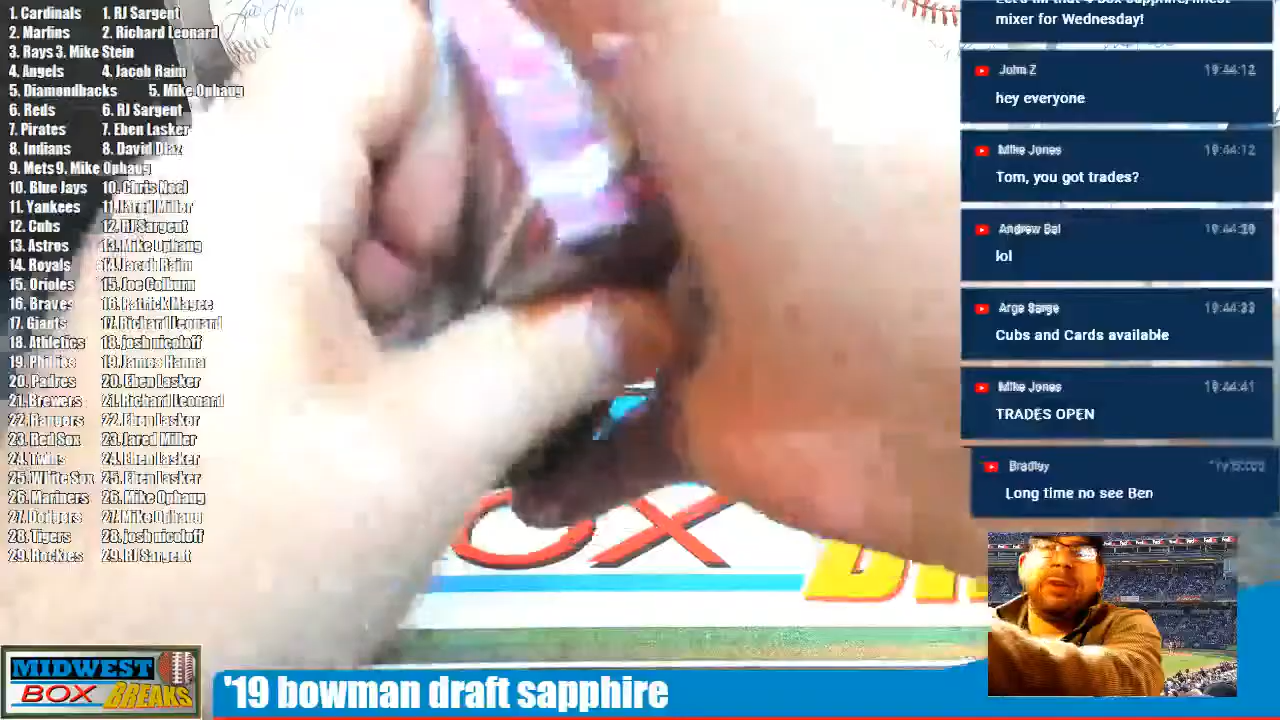 1. Cardinals 1. RJ Sargent
2. Marlins 2. Richard Leonard
3. Rays 3. Mike Stein
4. Angels 4. Jacob Raim
5. Diamondbacks 5. Mike Ophaug
6. Reds 6. RJ Sargent
7. Pirates 7. Eben Lasker
8. Indians 8. David Diaz
9. Mets 9. Mike Ophaug
10. Blue Jays 10. Chris Noel
11. Yankees 11. Jared Miller
12. Cubs 12. RJ Sargent
13. Astros 13. Mike Ophaug
14. Royals 14. Jacob Raim
15. Orioles 15. Joe Colburn
16. Braves 16. Patrick Magee
17. Giants 17. Richard Leonard
18. Athletics 18. josh nicoloff
19. Phillies 19. James Hanna
20. Padres 20. Eben Lasker
21. Brewers 21. Richard Leonard
22. Rangers 22. Eben Lasker
23. Red Sox 23. Jared Miller
24. Twins 24. Eben Lasker
25. White Sox 25. Eben Lasker
26. Mariners 26. Mike Ophaug
27. Dodgers 27. Mike Ophaug
28. Tigers 28. josh nicoloff
29. Rockies 29. RJ Sargent
mixer for Wednesday!
John Z 19:44:12
hey everyone
Mike Jones 19:44:12
Tom, you got trades?
Andrew Bal
lol
Arge Sarge 19:44:33
Cubs and Cards available
Mike Jones 19:44:41
TRADES OPEN
Bradley
Long time no see Ben
OX
MIDWEST
BOX BREAKS
'19 bowman draft sapphire